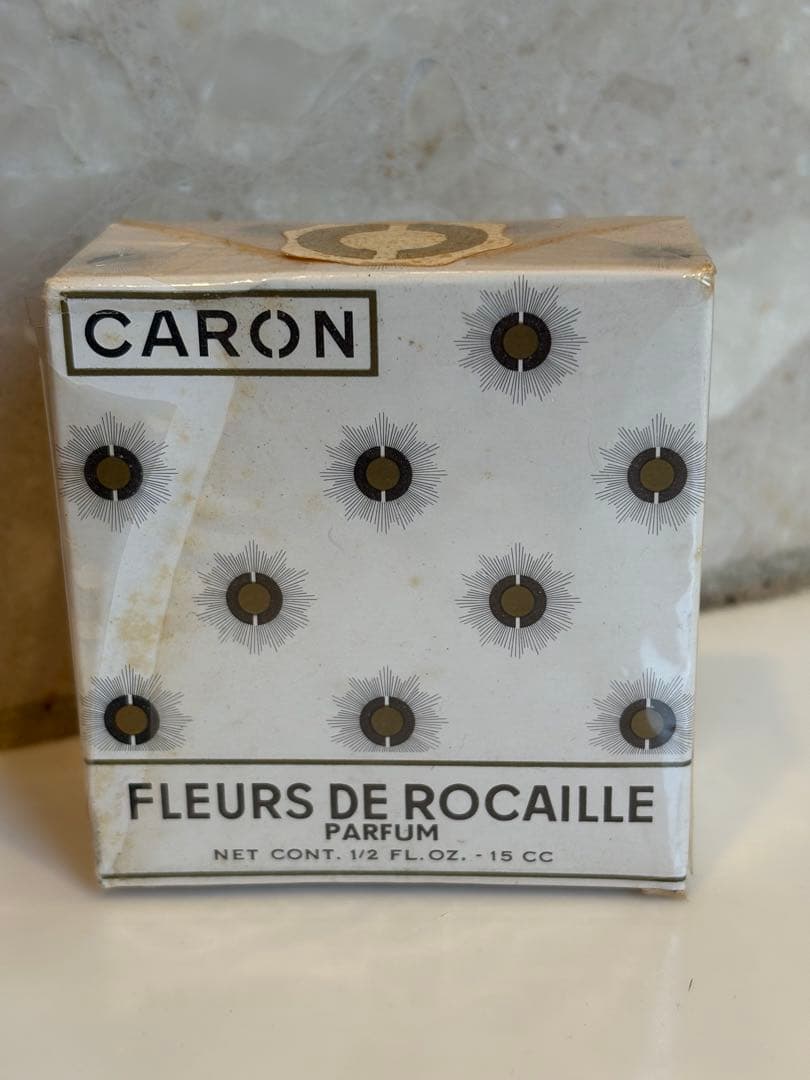 CARON
FLEURS DE ROCAILLE
PARFUM
NET CONT. 1/2 FL.OZ. - 15 CC